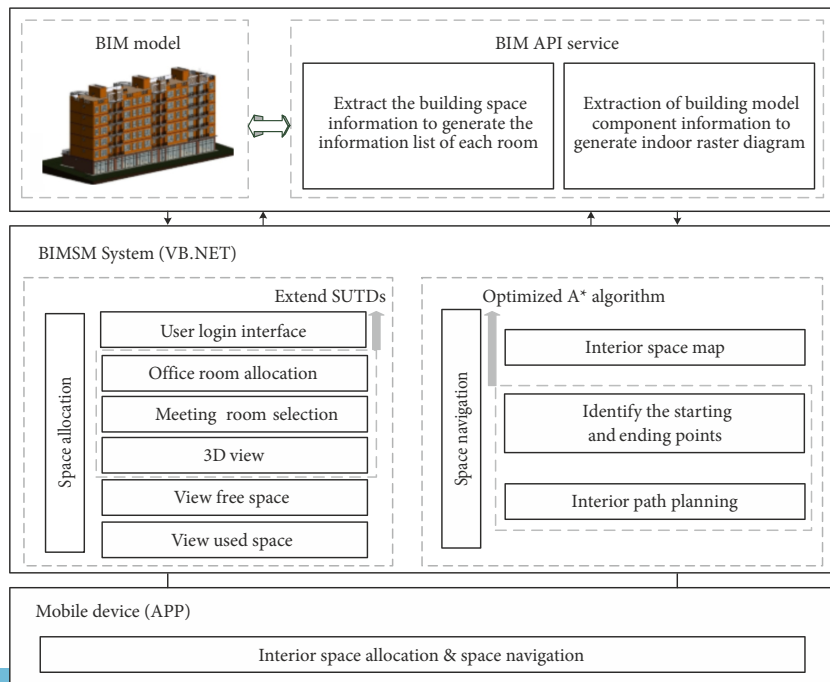 BIM model
BIM API service
Extract the building space
information to generate the
information list of each room
Extraction of building model
component information to
generate indoor raster diagram
BIMSM System (VB.NET)
Extend SUTDs
Space allocation
User login interface
Office room allocation
Meeting room selection
3D view
View free space
View used space
Optimized A* algorithm
Space navigation
Interior space map
Identify the starting
and ending points
Interior path planning
Mobile device (APP)
Interior space allocation & space navigation